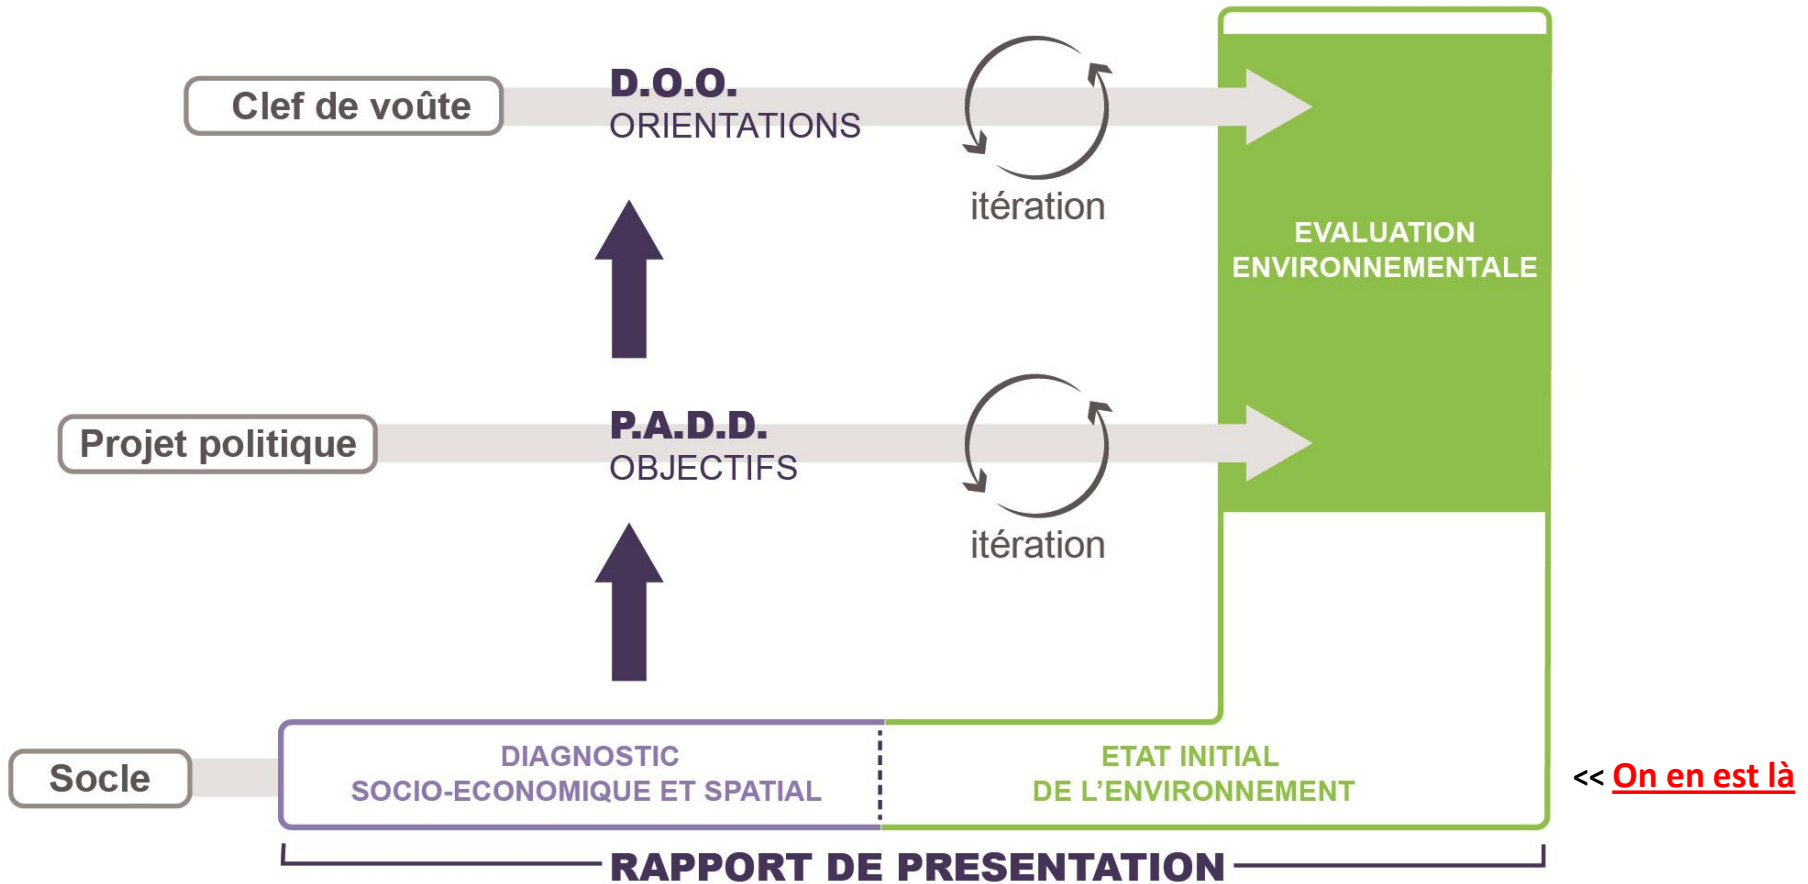 Clef de voûte
D.O.O.
ORIENTATIONS
itération
EVALUATION
ENVIRONNEMENTALE
Projet politique
P.A.D.D.
OBJECTIFS
itération
Socle
DIAGNOSTIC
SOCIO-ECONOMIQUE ET SPATIAL
ETAT INITIAL
DE L'ENVIRONNEMENT
<< On en est là
RAPPORT DE PRESENTATION